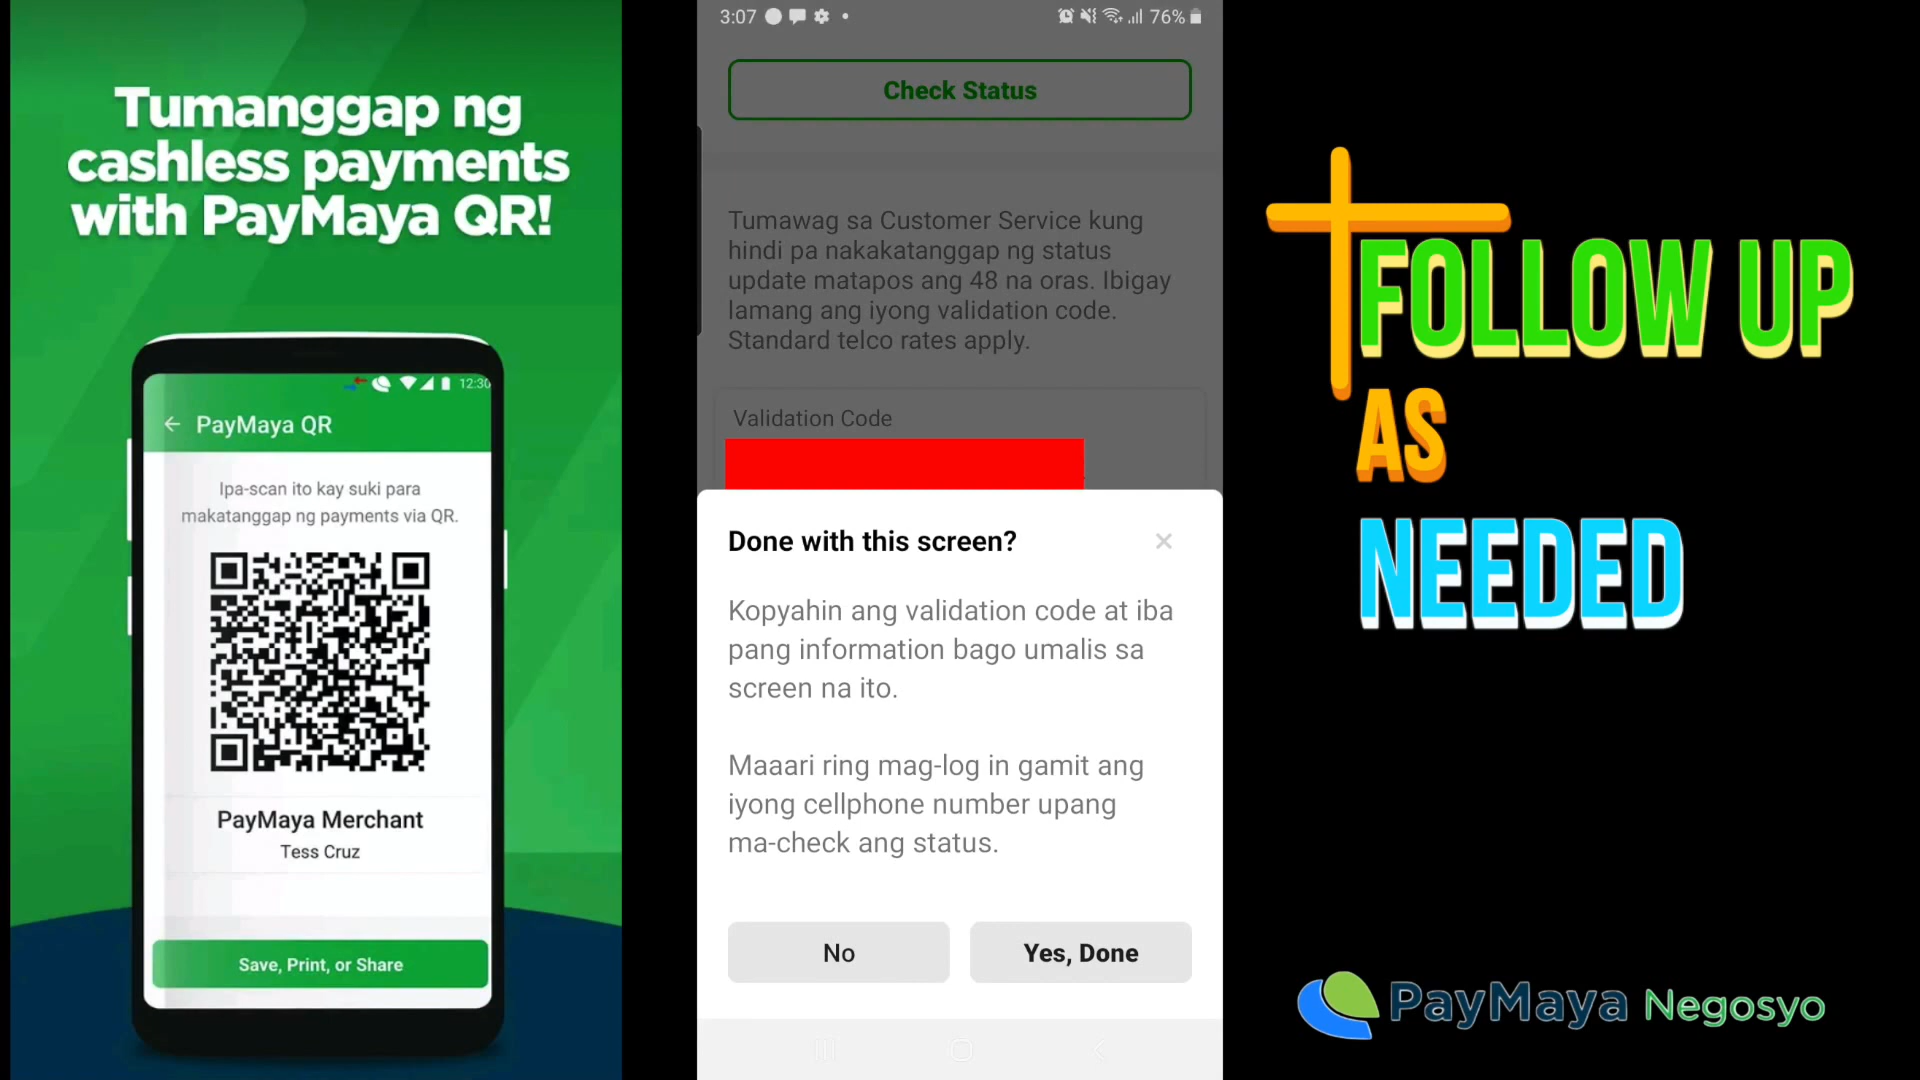 Tumanggap ng
cashless payments
with PayMaya QR!
12:30
PayMaya QR
Ipa-scan ito kay suki para
makatanggap ng payments via QR.
PayMaya Merchant
Tess Cruz
Save, Print, or Share
3:07
76%
Check Status
Tumawag sa Customer Service kung
hindi pa nakakatanggap ng status
update matapos ang 48 na oras. Ibigay
lamang ang iyong validation code.
Standard telco rates apply.
Validation Code
Done with this screen?
Kopyahin ang validation code at iba
pang information bago umalis sa
screen na ito.
Maaari ring mag-log in gamit ang
iyong cellphone number upang
ma-check ang status.
No
Yes, Done
FOLLOW UP
AS
NEEDED
PayMaya Negosyo